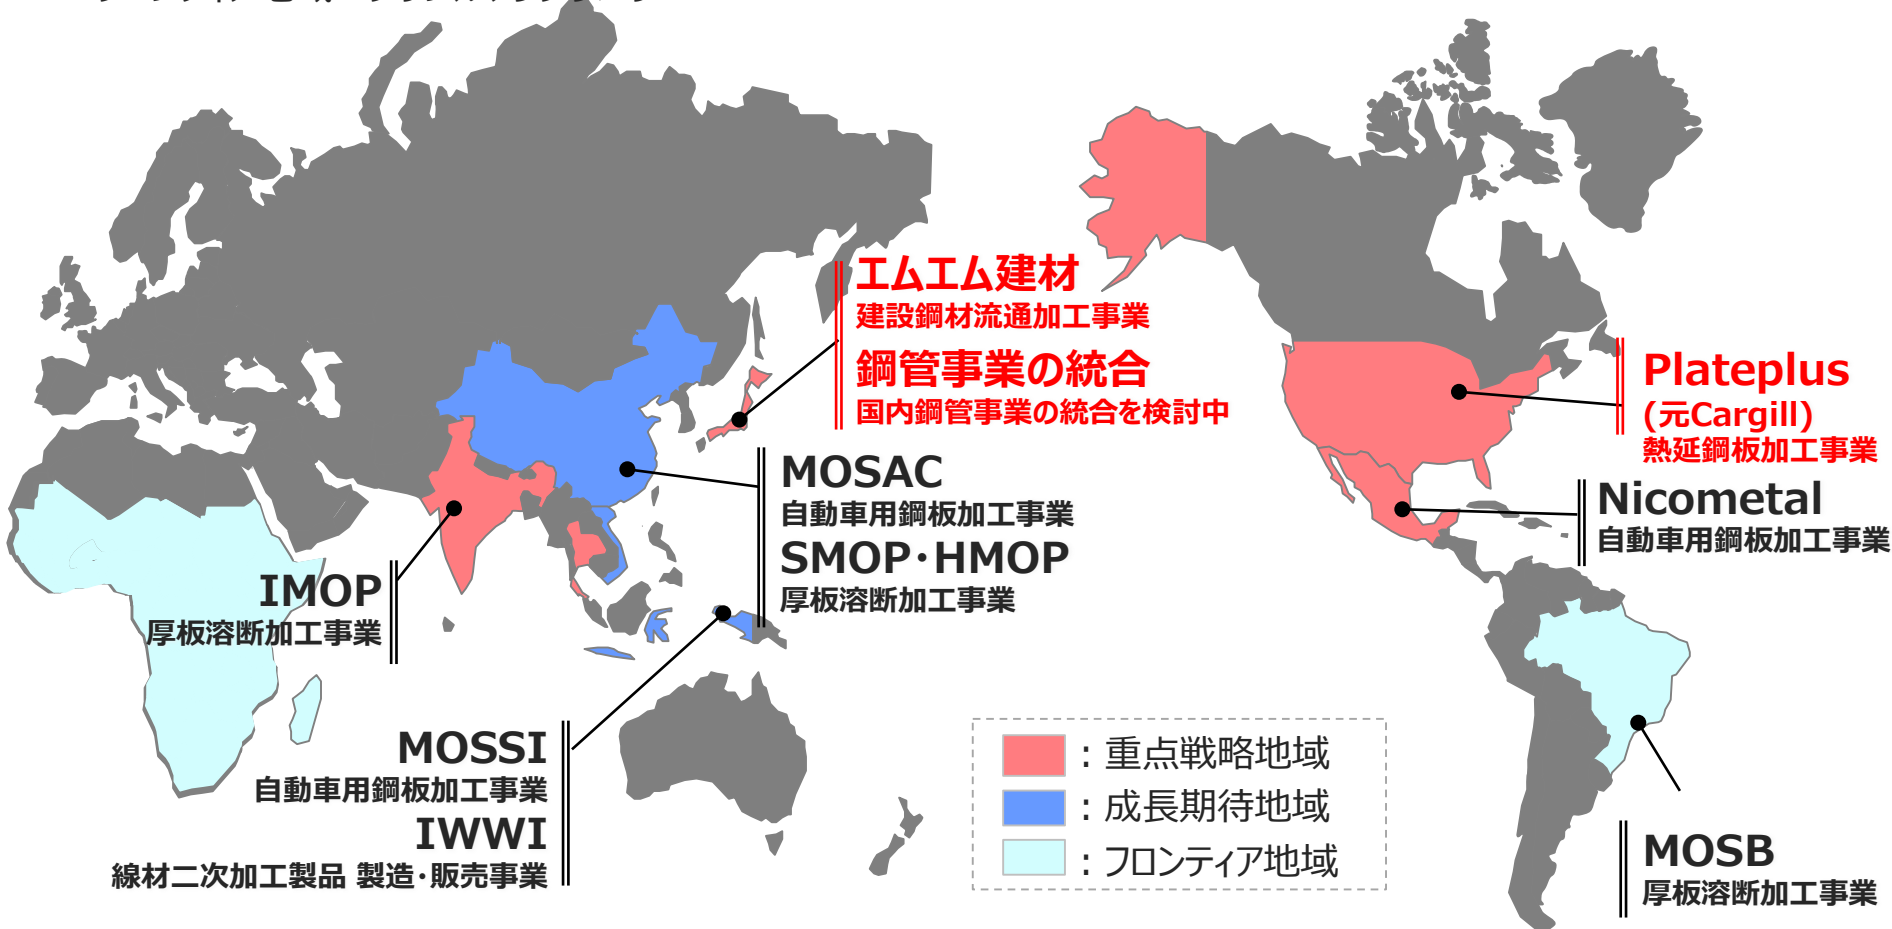 エムエム建材
建設鋼材流通加工事業
鋼管事業の統合
国内鋼管事業の統合を検討中
Plateplus
(元Cargill)
熱延鋼板加工事業
MOSAC
自動車用鋼板加工事業
SMOP・HMOP
厚板溶断加工事業
Nicometal
自動車用鋼板加工事業
IMOP
厚板溶断加工事業
MOSSI
自動車用鋼板加工事業
IWWI
線材二次加工製品 製造・販売事業
：重点戦略地域
：成長期待地域
：フロンティア地域
MOSB
厚板溶断加工事業